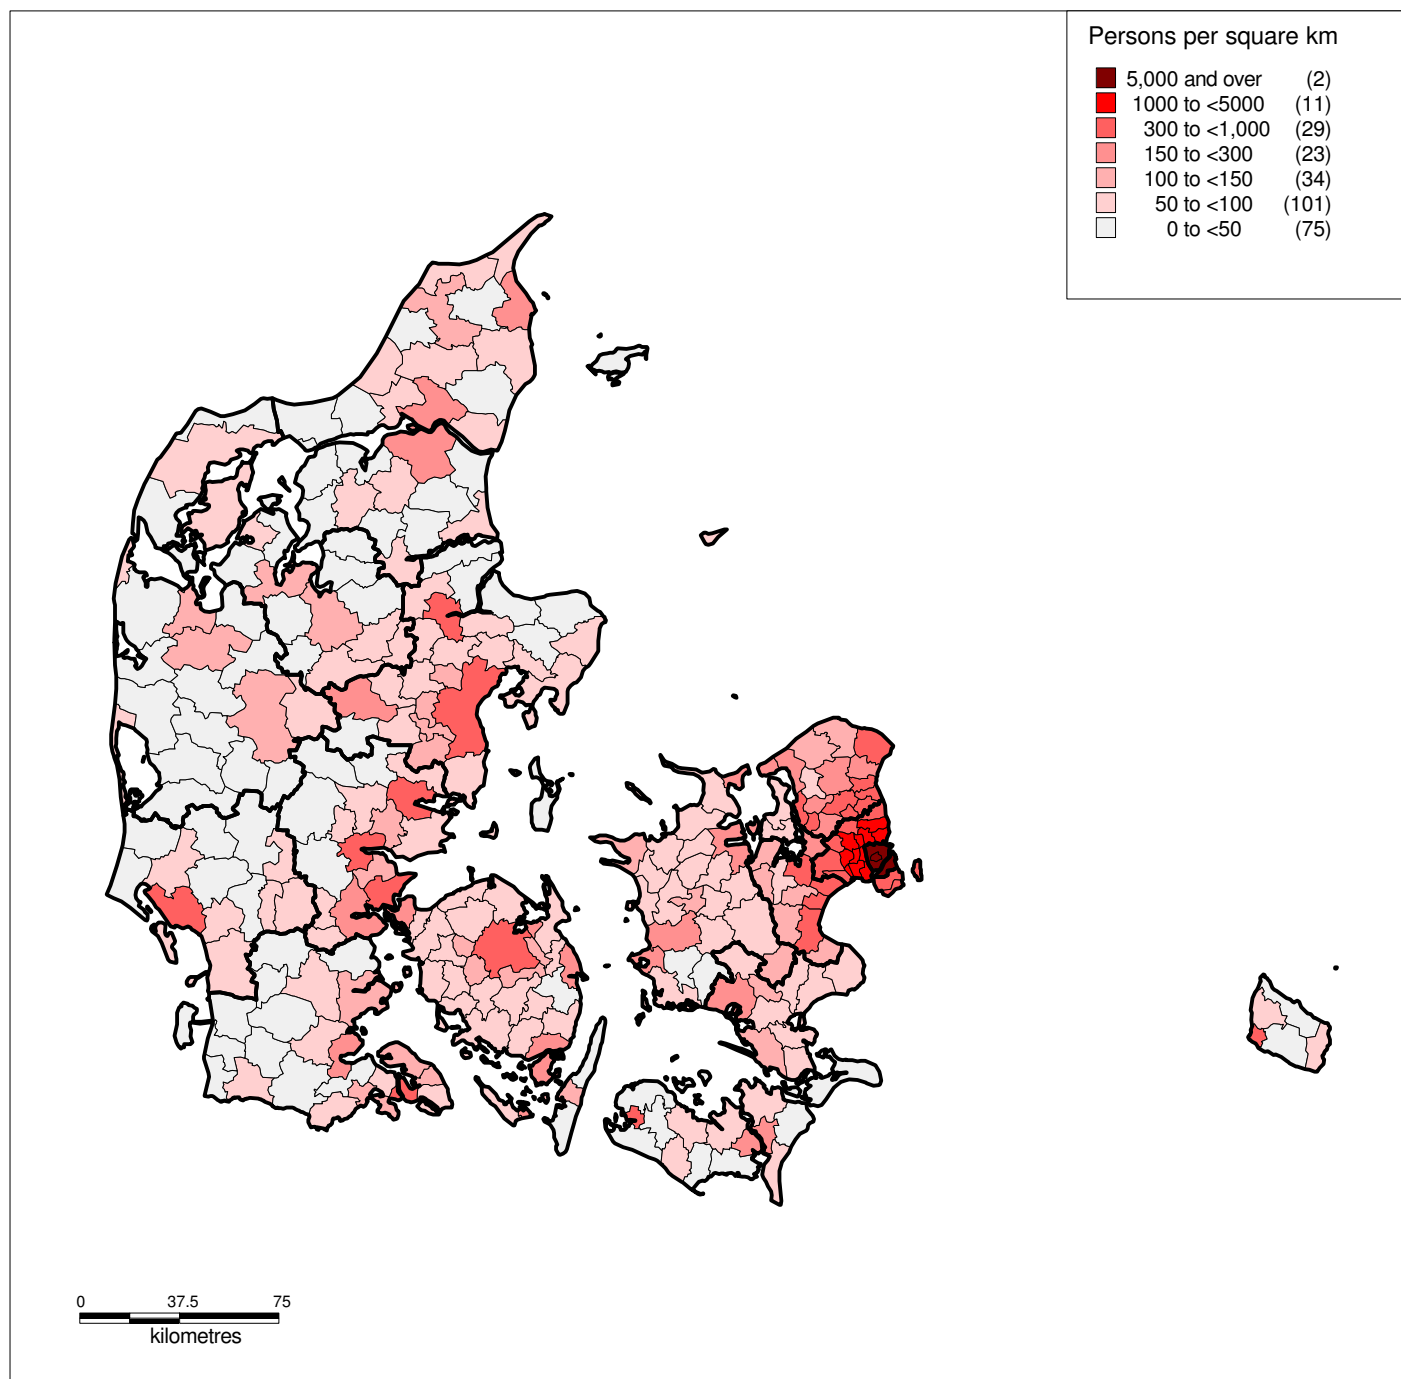 Persons per square km
5,000 and over (2)
1000 to <5000 (11)
300 to <1,000 (29)
150 to <300 (23)
100 to <150 (34)
50 to <100 (101)
0 to <50 (75)
0 37.5 75
kilometres